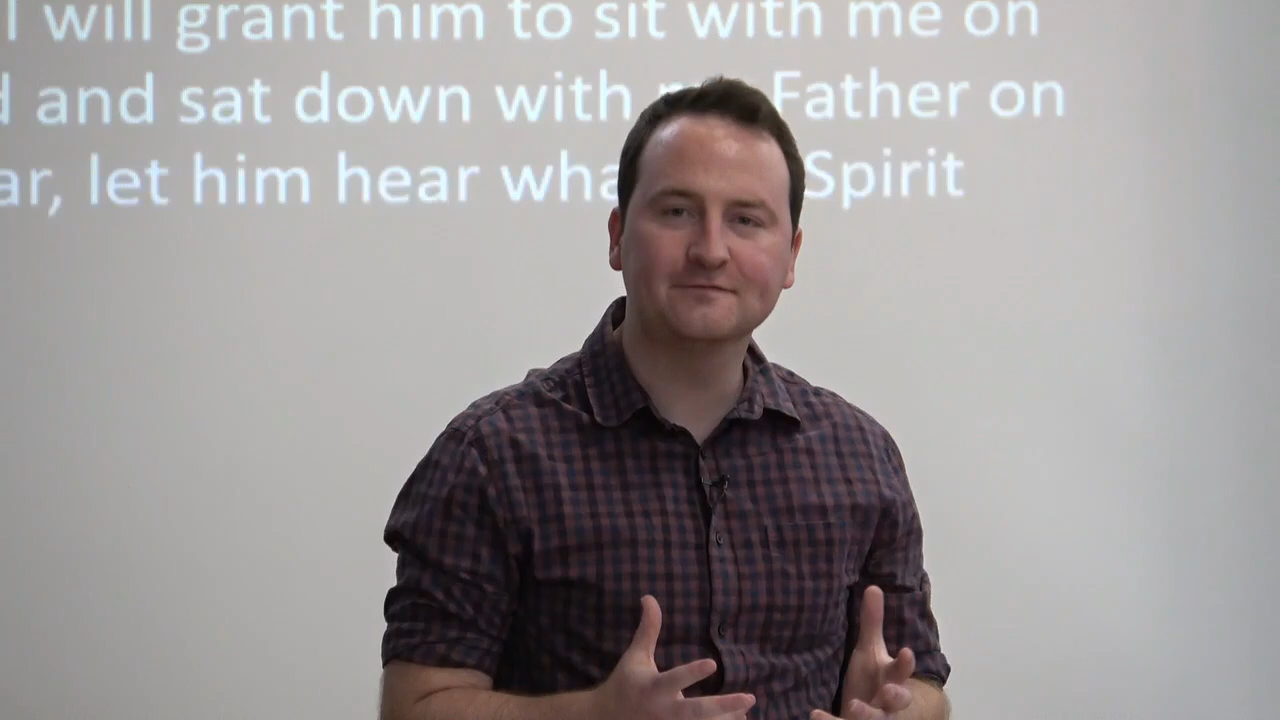 I will grant him to sit with me on
and sat down with Father on
let him hear Spirit